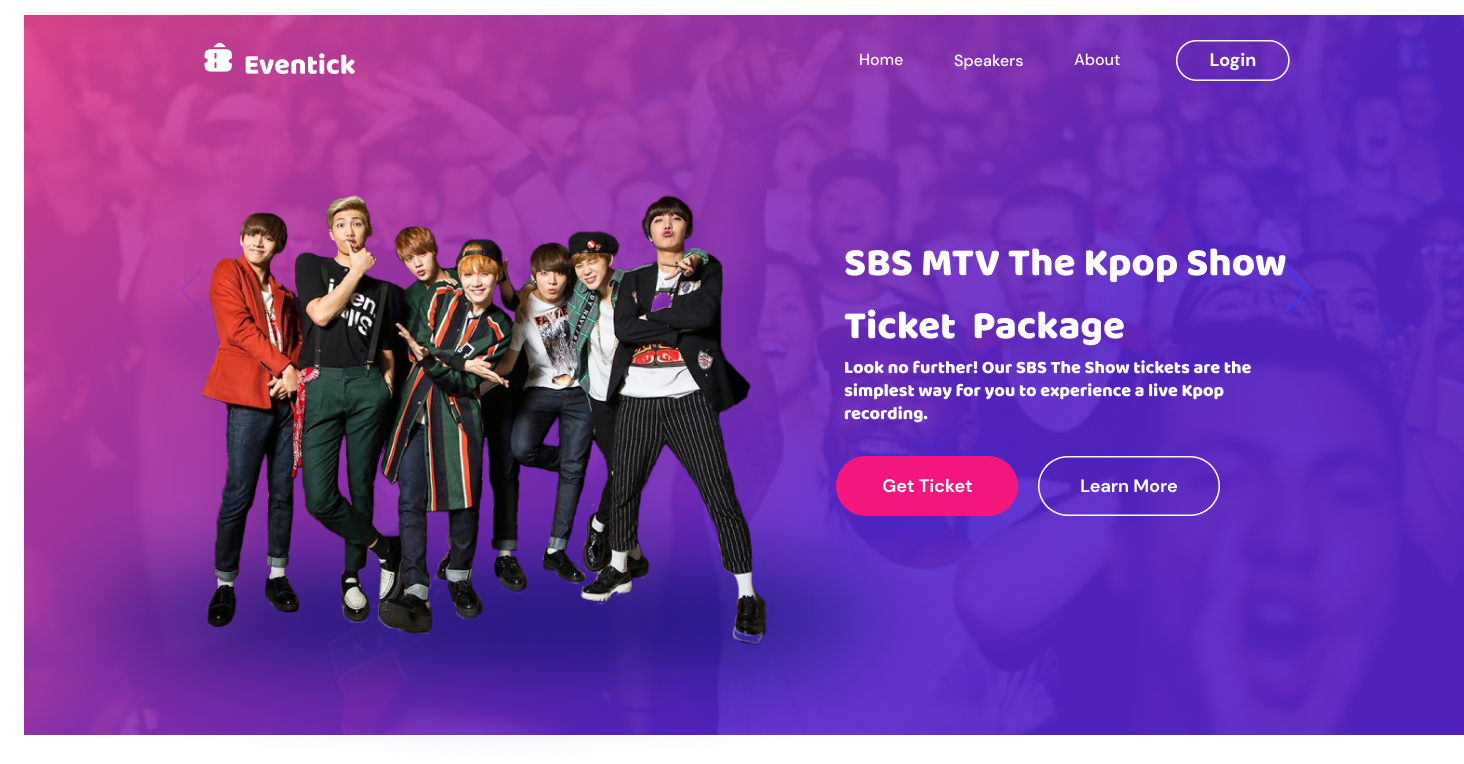 Eventick
Home
Speakers
About
Login
SBS MTV The Kpop Show
Ticket Package
Look no further! Our SBS The Show tickets are the
simplest way for you to experience a live Kpop
recording.
Get Ticket
Learn More